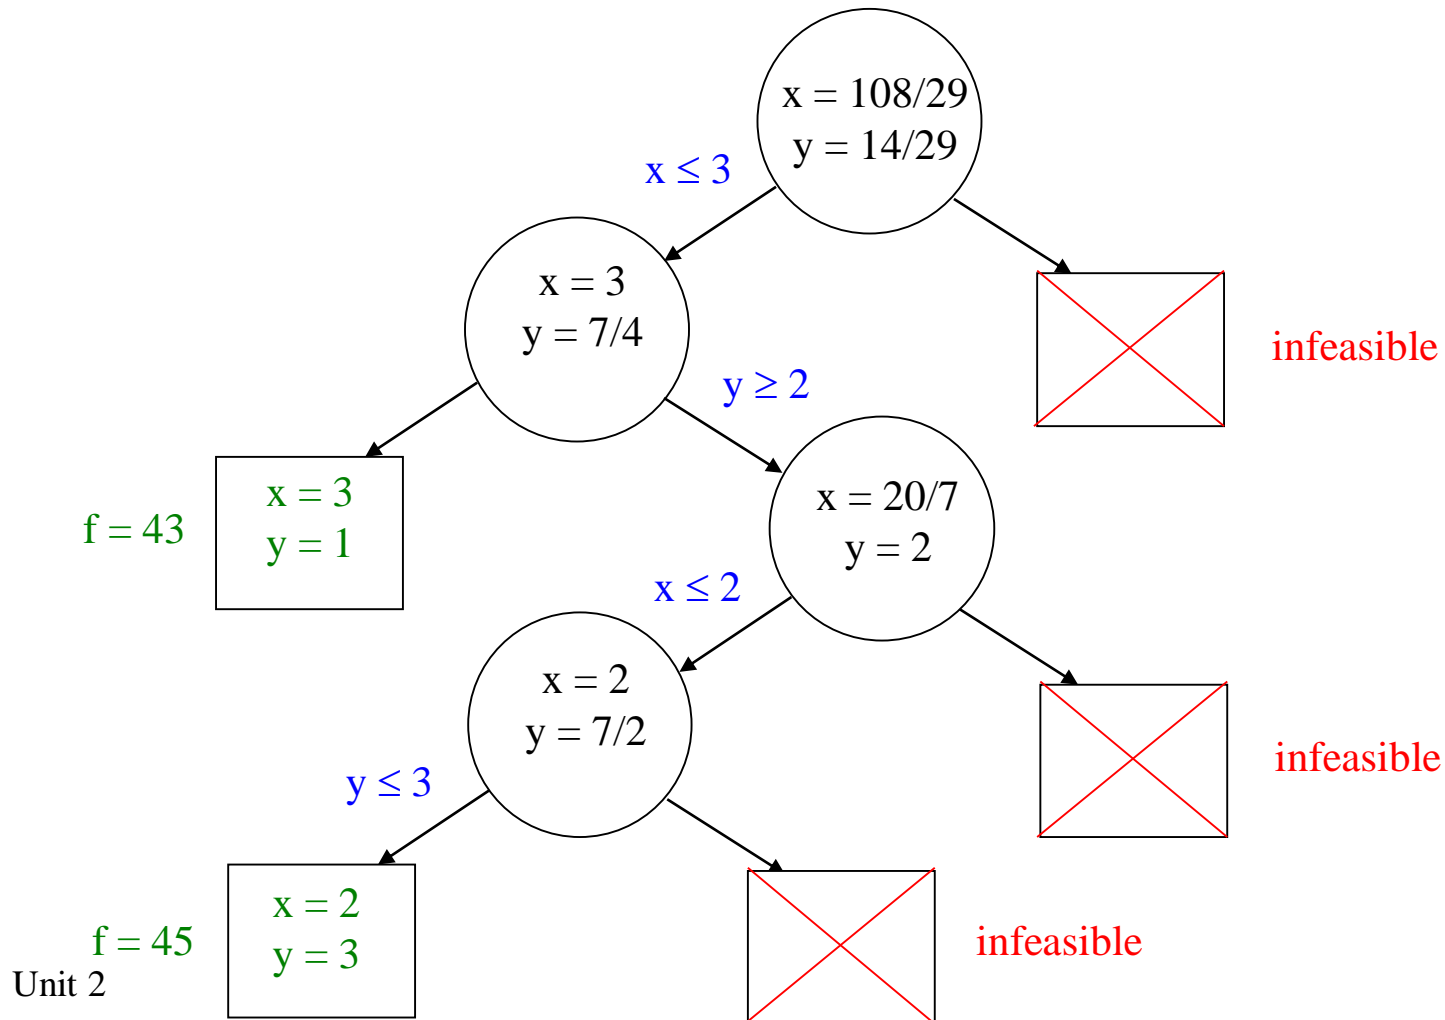 x = 108/29
y = 14/29
x ≤ 3
x = 3
y = 7/4
infeasible
y ≥ 2
x = 3
y = 1
f = 43
x = 20/7
y = 2
x ≤ 2
x = 2
y = 7/2
infeasible
y ≤ 3
x = 2
y = 3
f = 45
infeasible
Unit 2